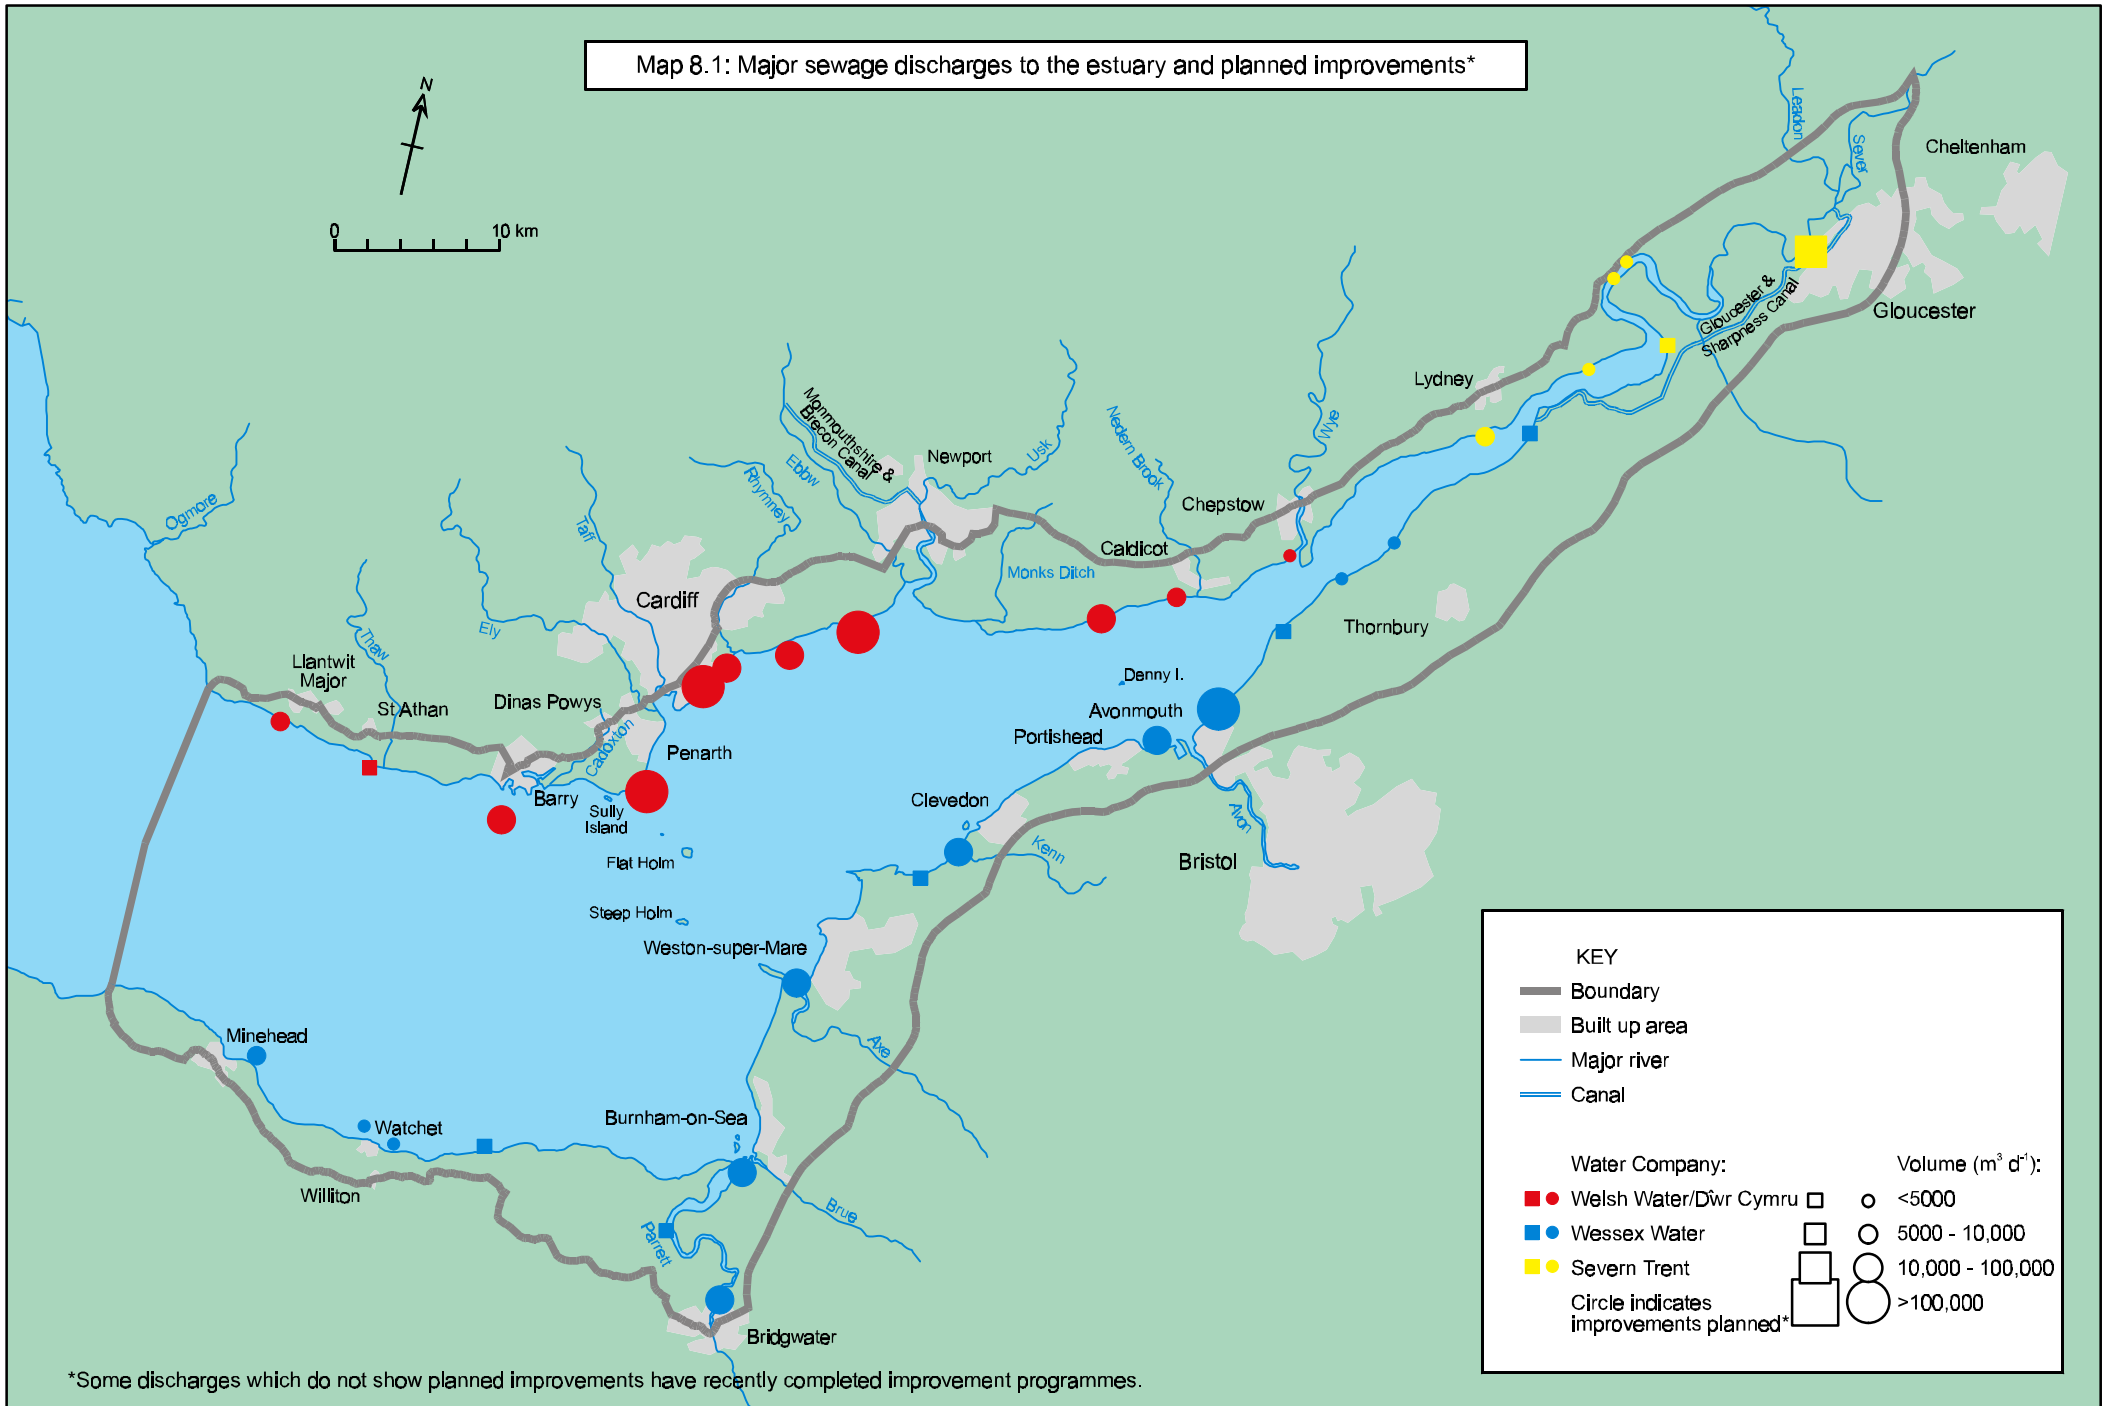 Map 8.1: Major sewage discharges to the estuary and planned improvements*
N
0 10 km
Leadon
Sever
Cheltenham
Gloucester &
Sharpness Canal
Gloucester
Lydney
Wye
Monmouthshire &
Brecon Canal
Ebbw
Newport
Usk
Nedern Brook
Chepstow
Caldicot
Monks Ditch
Rhymney
Taff
Ogmore
Cardiff
Ely
Thaw
Thornbury
Llantwit
Major
St Athan
Dinas Powys
Cadoxton
Penarth
Denny I.
Avonmouth
Portishead
Barry
Sully
Island
Clevedon
Avon
Kenn
Flat Holm
Bristol
Steep Holm
Weston-super-Mare
Minehead
Axe
Burnham-on-Sea
Watchet
Williton
Brue
Parrett
Bridgwater
KEY
Boundary
Built up area
Major river
Canal
Water Company: Volume (m³ d⁻¹):
Welsh Water/Dŵr Cymru <5000
Wessex Water 5000 - 10,000
Severn Trent 10,000 - 100,000
Circle indicates >100,000
improvements planned*
*Some discharges which do not show planned improvements have recently completed improvement programmes.